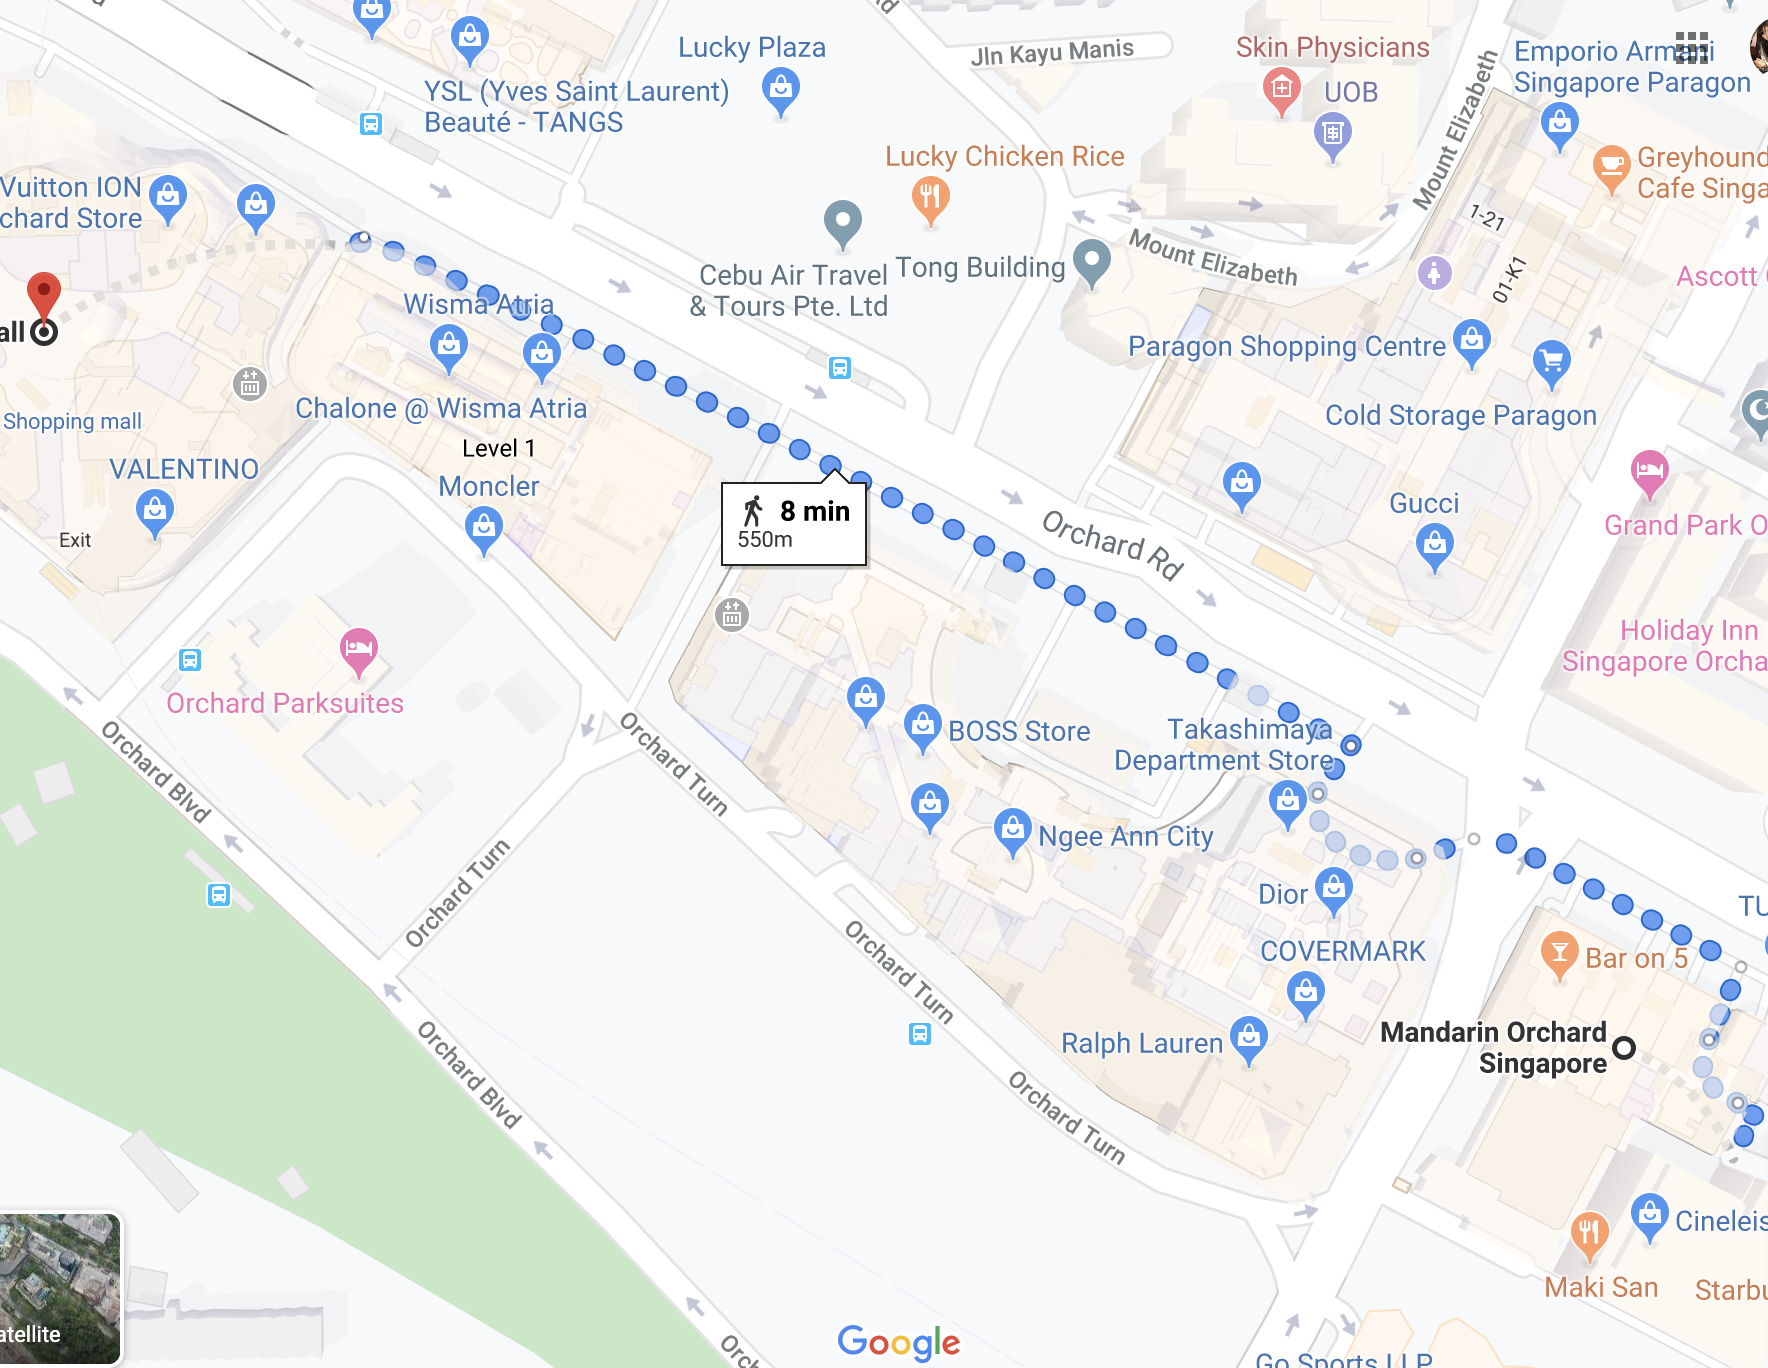 Lucky Plaza
Jln Kayu Manis
Skin Physicians
UOB
Emporio Armani
Singapore Paragon
YSL (Yves Saint Laurent)
Beauté - TANGS
Mount Elizabeth
Lucky Chicken Rice
Greyhound
Cafe Singa
Vuitton ION
chard Store
1-21
Mount Elizabeth
Cebu Air Travel
& Tours Pte. Ltd
Tong Building
01-K1
Ascott
Wisma Atria
all
Paragon Shopping Centre
Chalone @ Wisma Atria
Cold Storage Paragon
Shopping mall
Level 1
VALENTINO
Moncler
Gucci
8 min
550m
Exit
Orchard Rd
Grand Park O
Holiday Inn
Singapore Orcha
Orchard Parksuites
Orchard Blvd
Orchard Turn
BOSS Store
Takashimaya
Department Store
Ngee Ann City
Orchard Turn
Dior
TU
Orchard Turn
COVERMARK
Bar on 5
Orchard Blvd
Ralph Lauren
Mandarin Orchard
Singapore
Orchard Turn
Cineleis
Maki San
Starbu
atellite
Google
Orc
Go Sports LLP